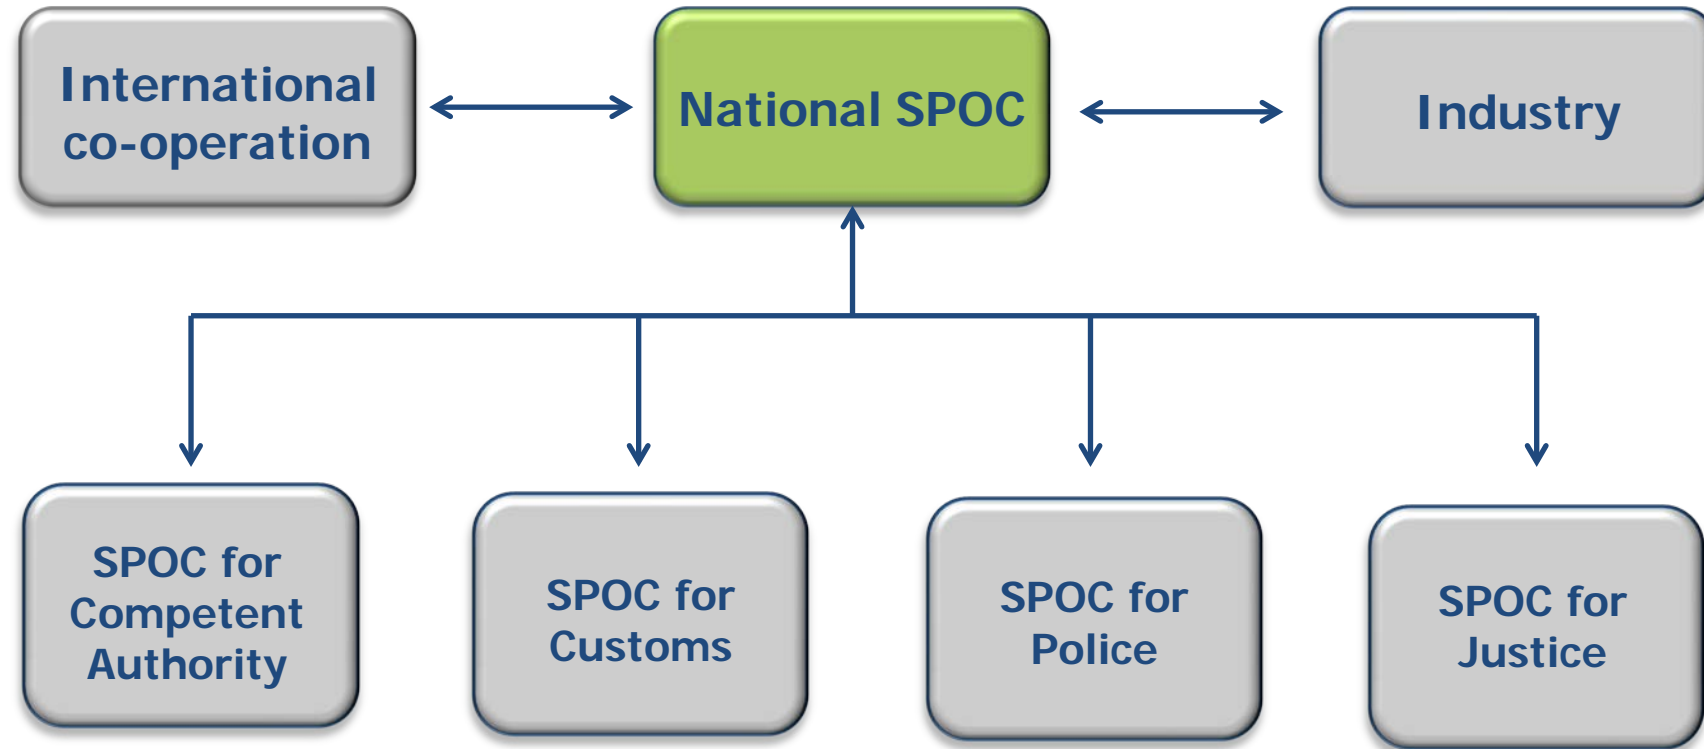 International
co-operation
National SPOC
Industry
SPOC for
Competent
Authority
SPOC for
Customs
SPOC for
Police
SPOC for
Justice